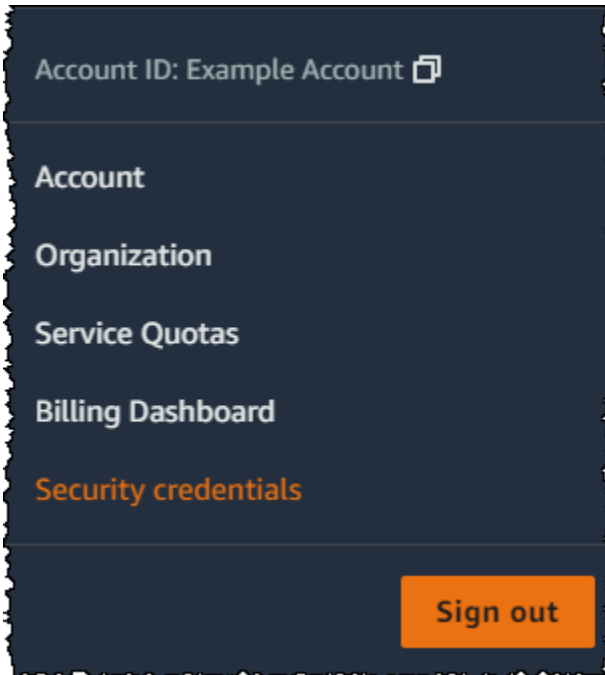 Account ID: Example Account
Account
Organization
Service Quotas
Billing Dashboard
Security credentials
Sign out